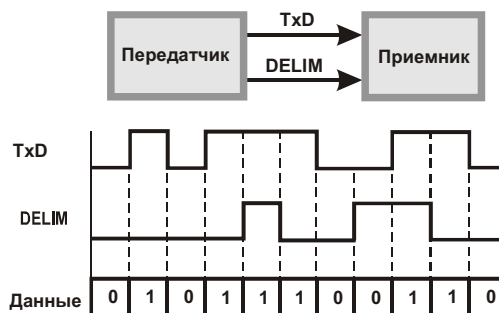 TxD
Передатчик
Приемник
DELIM
TxD
DELIM
Данные 0 1 0 1 1 1 0 0 1 1 0